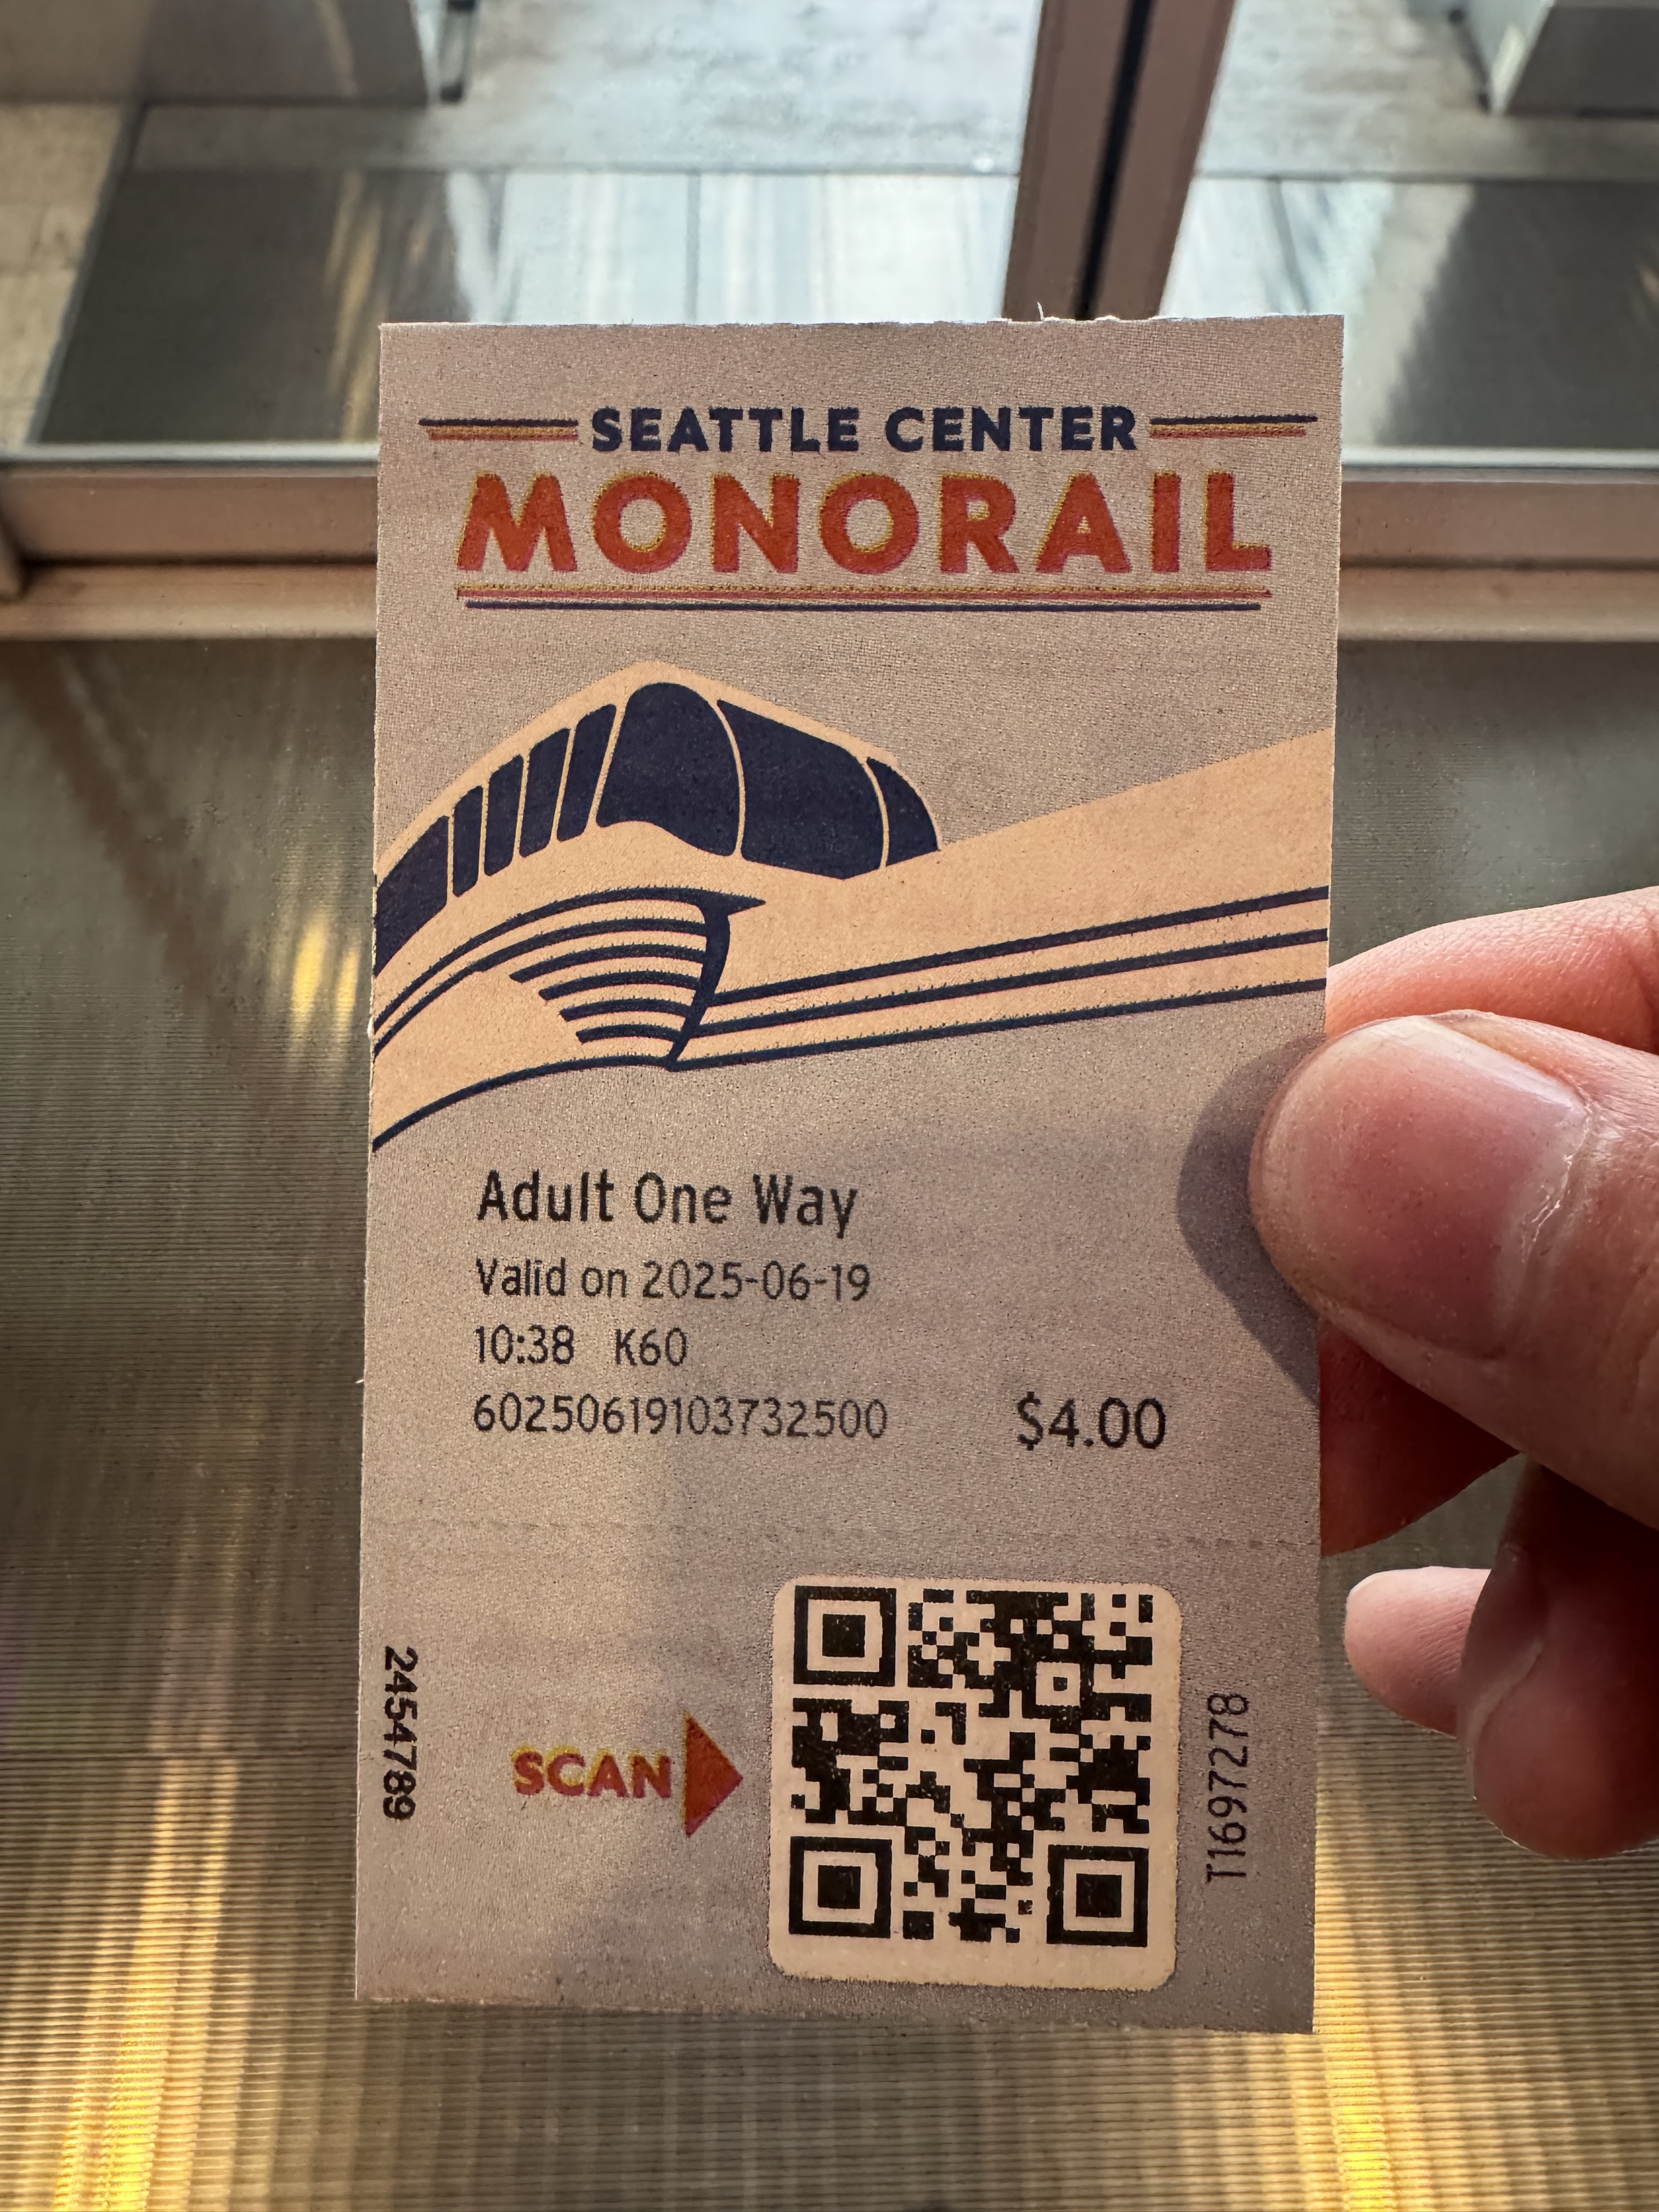 SEATTLE CENTER
MONORAIL
Adult One Way
Valid on 2025-06-19
10:38 K60
60250619103732500
$4.00
2454789
SCAN
T1697278